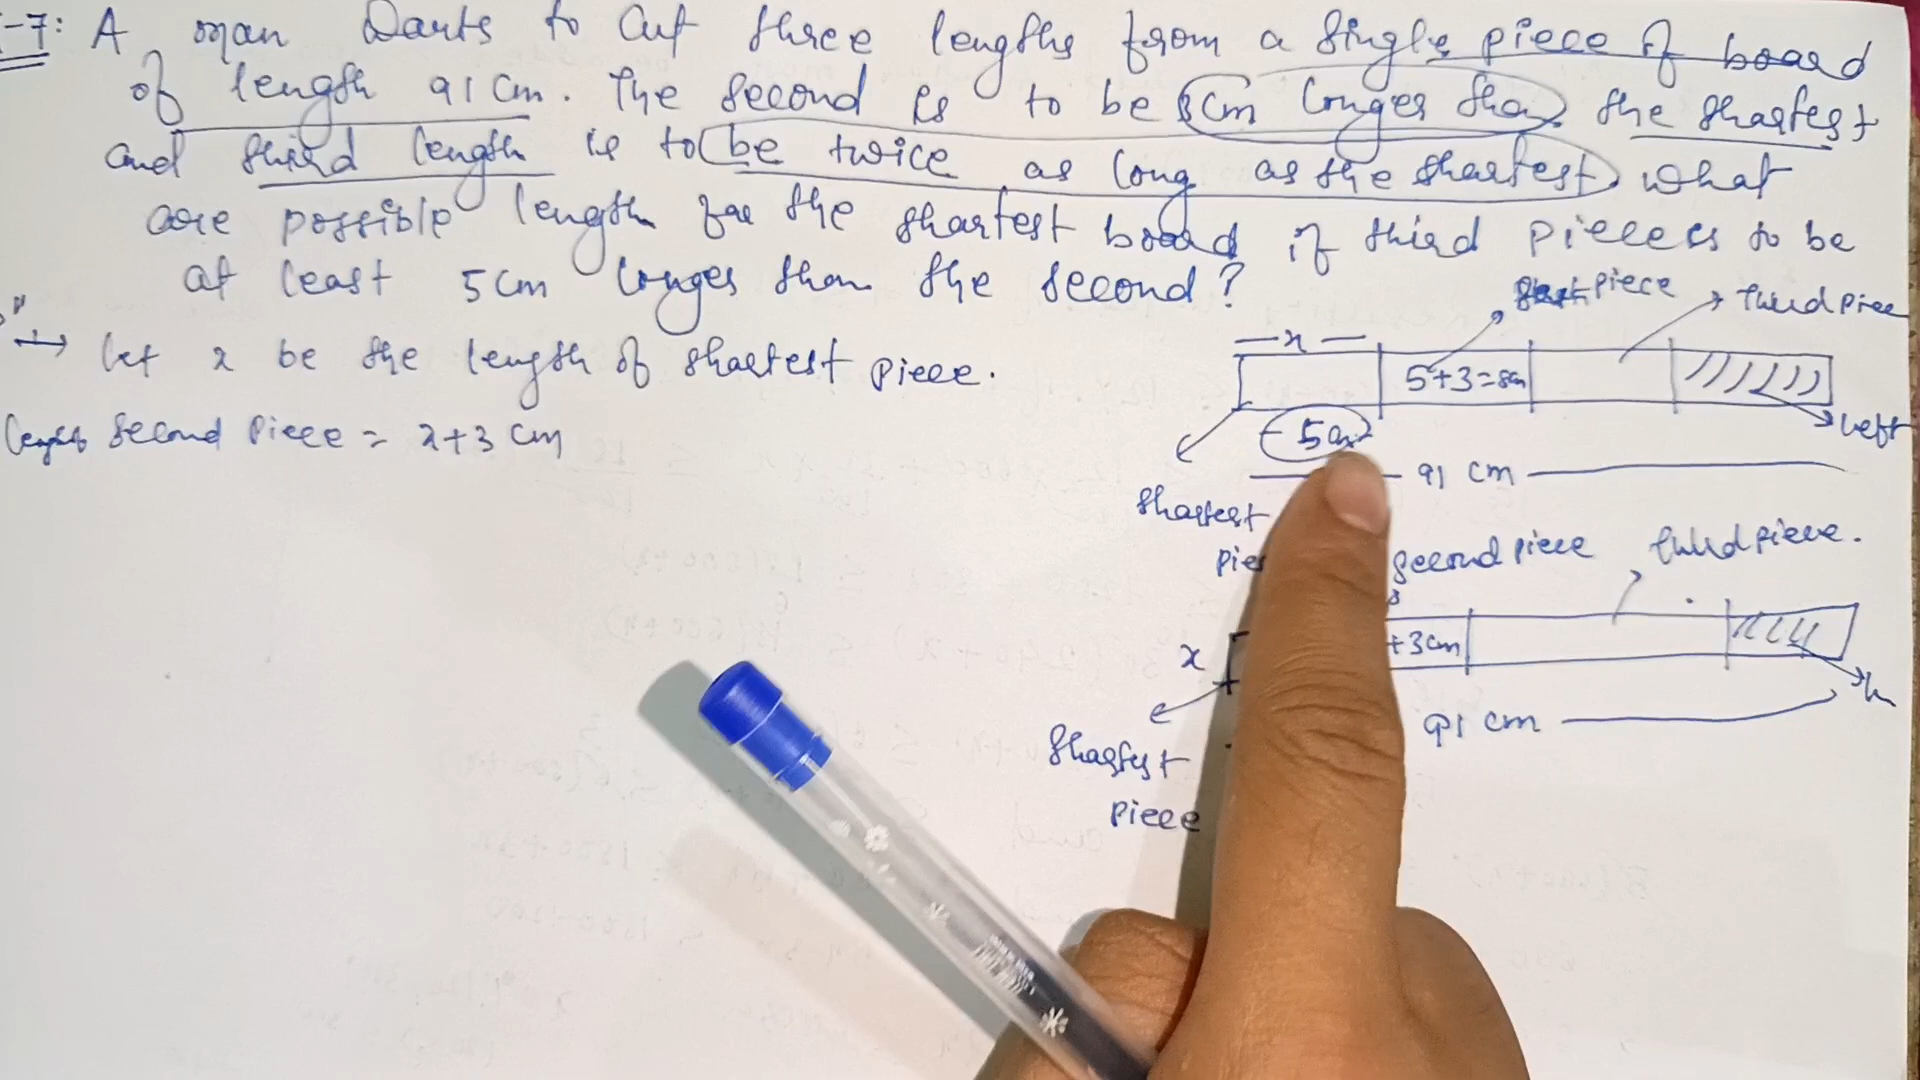 -7: A man wants to cut three lengths from a single piece of board
of length 91 cm. The second is to be 3cm longer than the shortest
and third length is to be twice as long as the shortest. what
are possible length for the shortest board if third pieces to be
at least 5cm longer than the second?
let x be the length of shortest piece.
length second piece = x+3 cm
piece
third piece
x
5+3=8cm
left
5cm
91 cm
shortest
second piece
third piece.
x
+3cm
91 cm
shortest
piece